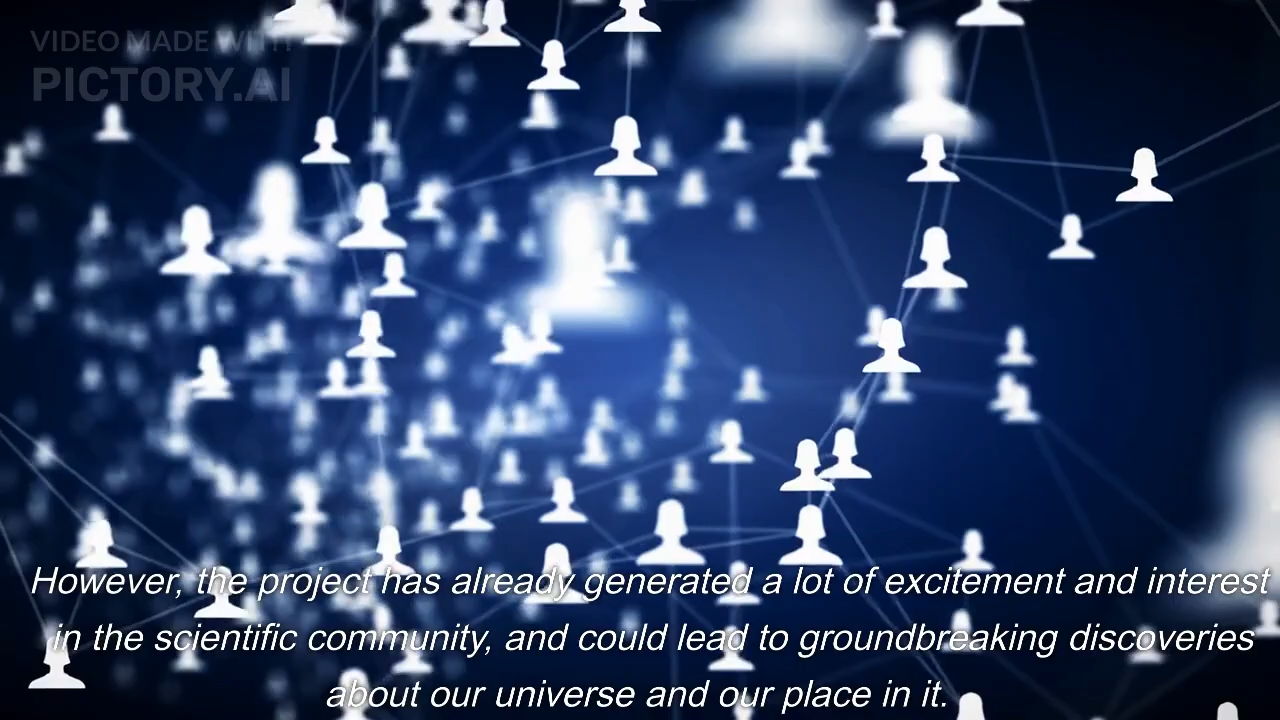 VIDEO MADE WITH
PICTORY.AI
However, the project has already generated a lot of excitement and interest
in the scientific community, and could lead to groundbreaking discoveries
about our universe and our place in it.